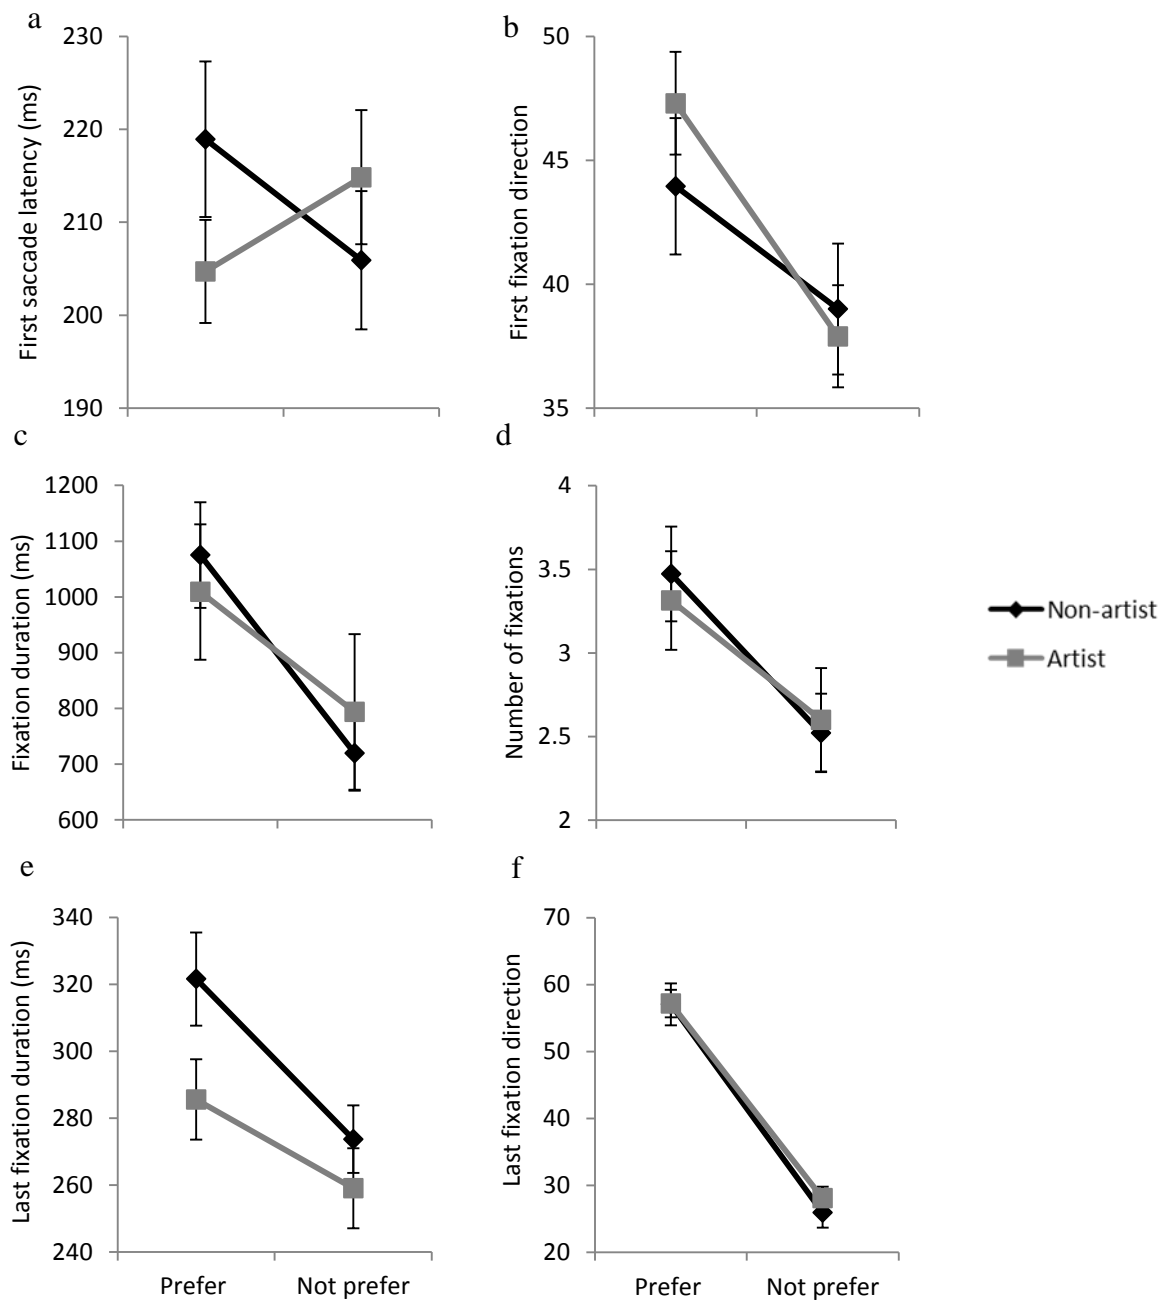 a
230
220
210
200
190
First saccade latency (ms)
b
50
45
40
35
First fixation direction
c
1200
1100
1000
900
800
700
600
Fixation duration (ms)
d
4
3.5
3
2.5
2
Number of fixations
Non-artist
Artist
e
340
320
300
280
260
240
Last fixation duration (ms)
Prefer
Not prefer
f
70
60
50
40
30
20
Last fixation direction
Prefer
Not prefer